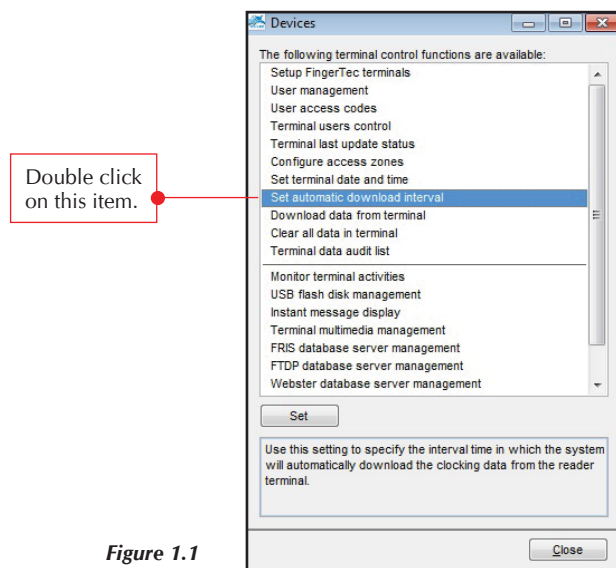 Devices
The following terminal control functions are available:
Setup FingerTec terminals
User management
User access codes
Terminal users control
Terminal last update status
Configure access zones
Set terminal date and time
Set automatic download interval
Download data from terminal
Clear all data in terminal
Terminal data audit list
Monitor terminal activities
USB flash disk management
Instant message display
Terminal multimedia management
FRIS database server management
FTDP database server management
Webster database server management
Set
Use this setting to specify the interval time in which the system
will automatically download the clocking data from the reader
terminal.
Close
Double click
on this item.
Figure 1.1